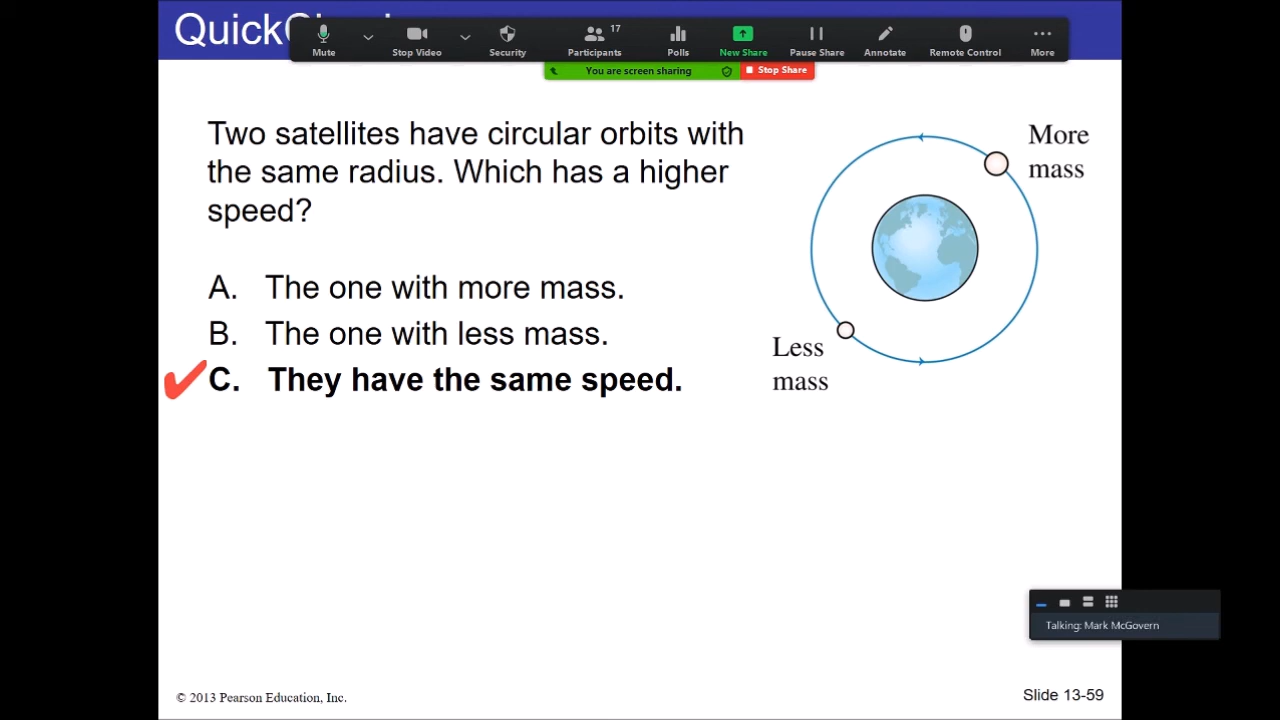 Quick
Mute
Stop Video
Security
Participants
17
Polls
New Share
Pause Share
Annotate
Remote Control
More
You are screen sharing
Stop Share
Two satellites have circular orbits with
the same radius. Which has a higher
speed?
A. The one with more mass.
B. The one with less mass.
C. They have the same speed.
More
mass
Less
mass
Talking: Mark McGovern
© 2013 Pearson Education, Inc.
Slide 13-59